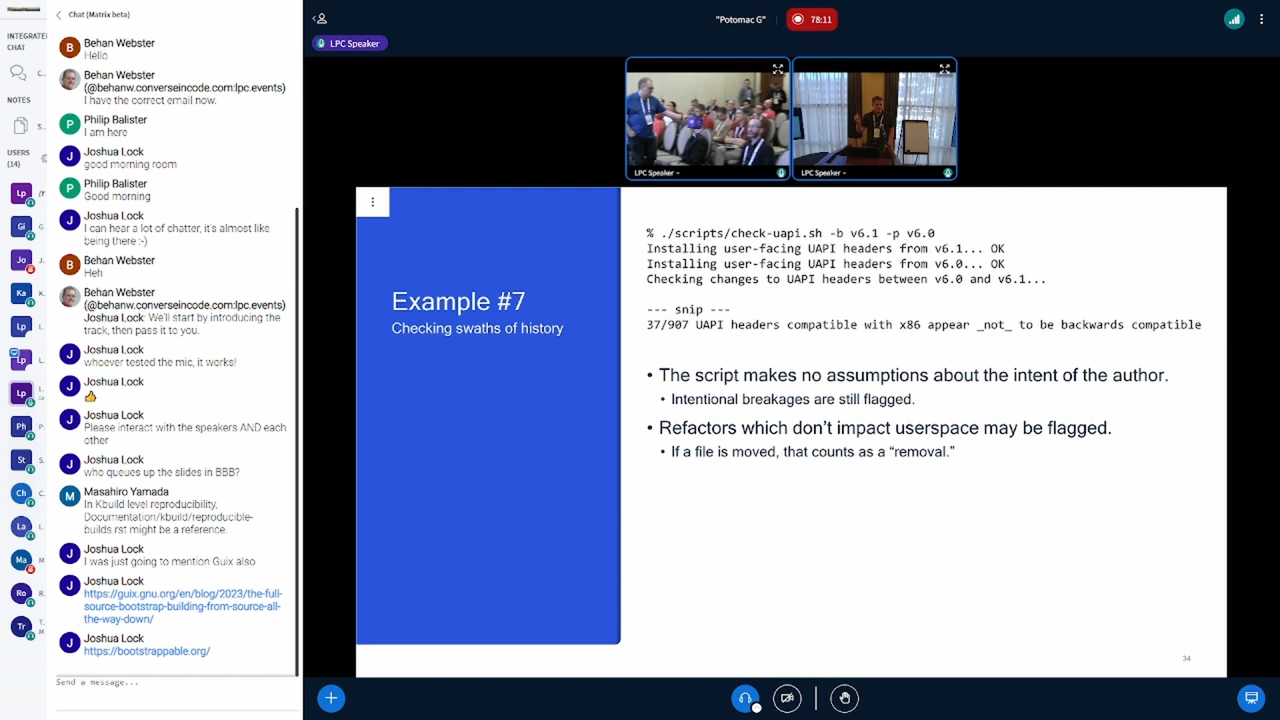 Chat (Matrix beta)
INTEGRATE
CHAT
C...
NOTES
S...
USERS
(14)
Behan Webster
Hello
Behan Webster
(@behanw.converseincode.com:lpc.events)
I have the correct email now.
Philip Balister
I am here
Joshua Lock
good morning room
Philip Balister
Good morning
Joshua Lock
I can hear a lot of chatter, it's almost like
being there :-)
Behan Webster
Heh
Behan Webster
(@behanw.converseincode.com:lpc.events)
Joshua Lock: We'll start by introducing the
track, then pass it to you.
Joshua Lock
whoever tested the mic, it works!
Joshua Lock
👍
Joshua Lock
Please interact with the speakers AND each
other
Joshua Lock
who queues up the slides in BBB?
Masahiro Yamada
In Kbuild level reproducibility,
Documentation/kbuild/reproducible-
builds.rst might be a reference.
Joshua Lock
I was just going to mention Guix also
Joshua Lock
https://guix.gnu.org/en/blog/2023/the-full-
source-bootstrap-building-from-source-all-
the-way-down/
Joshua Lock
https://bootstrappable.org/
Send a message...
"Potomac G"
78:11
LPC Speaker
LPC Speaker
LPC Speaker
Example #7
Checking swaths of history
% ./scripts/check-uapi.sh -b v6.1 -p v6.0
Installing user-facing UAPI headers from v6.1... OK
Installing user-facing UAPI headers from v6.0... OK
Checking changes to UAPI headers between v6.0 and v6.1...
--- snip ---
37/907 UAPI headers compatible with x86 appear _not_ to be backwards compatible
• The script makes no assumptions about the intent of the author.
• Intentional breakages are still flagged.
• Refactors which don't impact userspace may be flagged.
• If a file is moved, that counts as a “removal.”
34